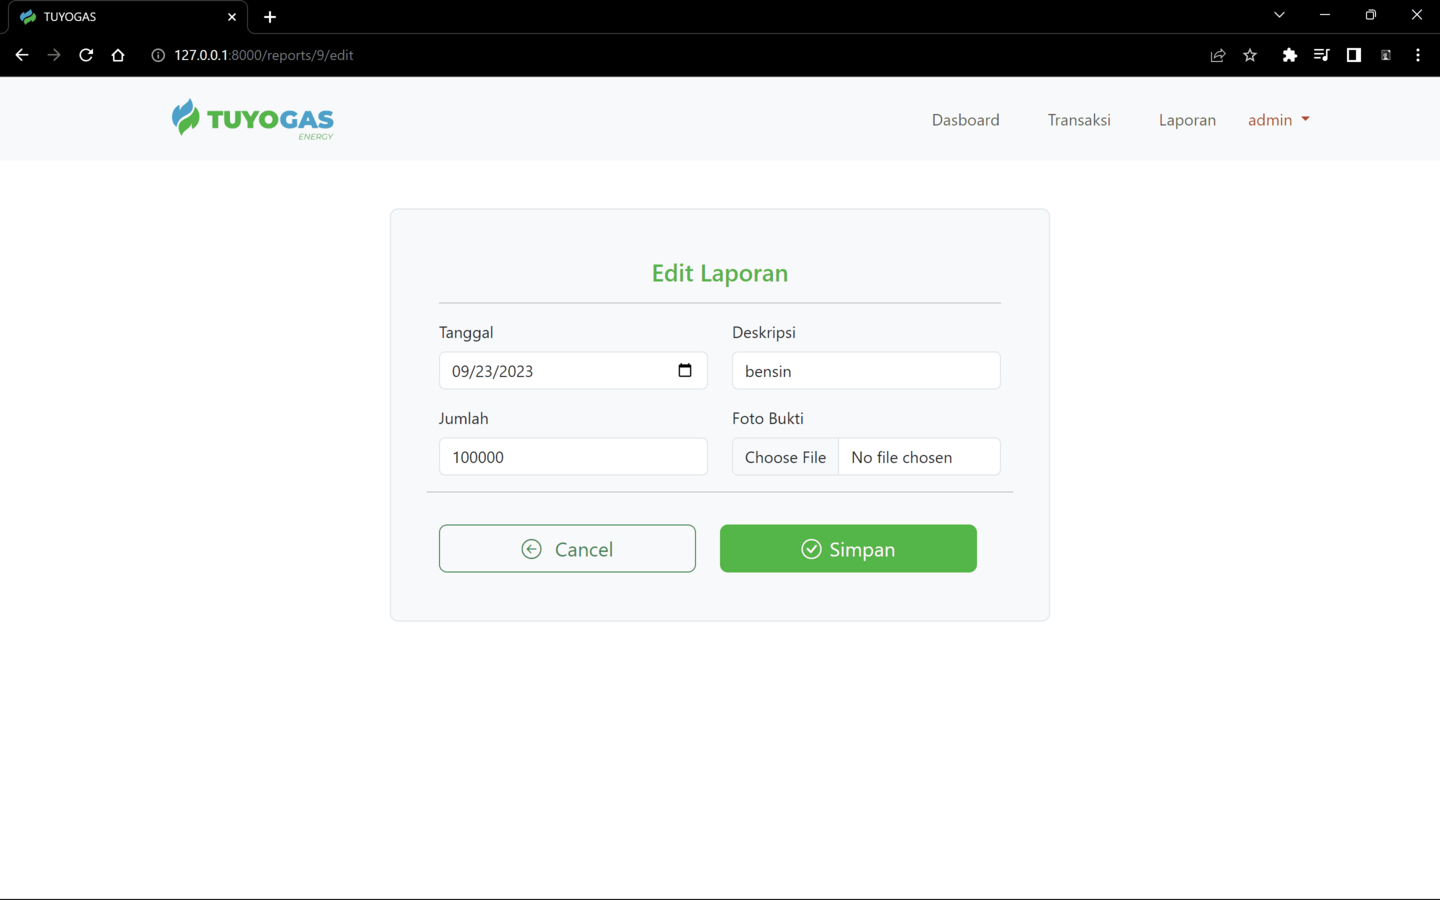 TUYOGAS
127.0.0.1:8000/reports/9/edit
TUYOGAS
ENERGY
Dasboard Transaksi Laporan admin
Edit Laporan
Tanggal Deskripsi
09/23/2023 bensin
Jumlah Foto Bukti
100000 Choose File No file chosen
Cancel Simpan